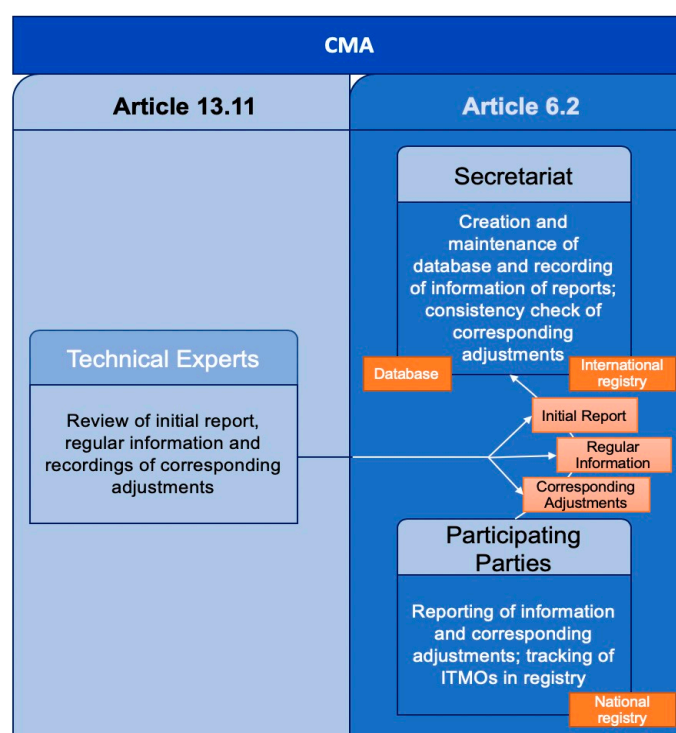 CMA
Article 13.11
Article 6.2
Secretariat
Creation and
maintenance of
database and recording
of information of reports;
consistency check of
corresponding
adjustments
Database
International
registry
Technical Experts
Review of initial report,
regular information and
recordings of corresponding
adjustments
Initial Report
Regular
Information
Corresponding
Adjustments
Participating
Parties
Reporting of information
and corresponding
adjustments; tracking of
ITMOs in registry
National
registry